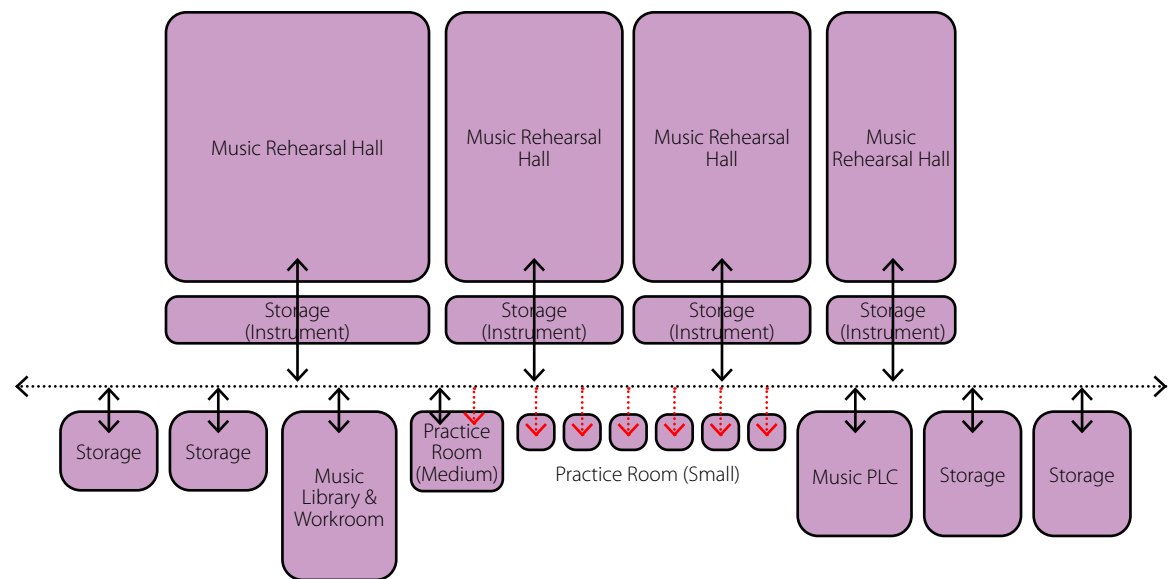 Music Rehearsal Hall
Music Rehearsal
Hall
Music Rehearsal
Hall
Music
Rehearsal Hall
Storage
(Instrument)
Storage
(Instrument)
Storage
(Instrument)
Storage
(Instrument)
Storage
Storage
Music
Library &
Workroom
Practice
Room
(Medium)
Practice Room (Small)
Music PLC
Storage
Storage